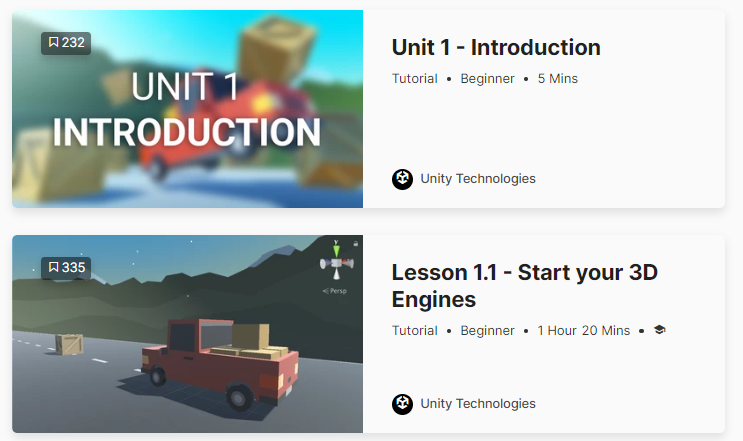 232
UNIT 1
INTRODUCTION
Unit 1 - Introduction
Tutorial • Beginner • 5 Mins
Unity Technologies
335
y
< Persp
Lesson 1.1 - Start your 3D
Engines
Tutorial • Beginner • 1 Hour 20 Mins •
Unity Technologies